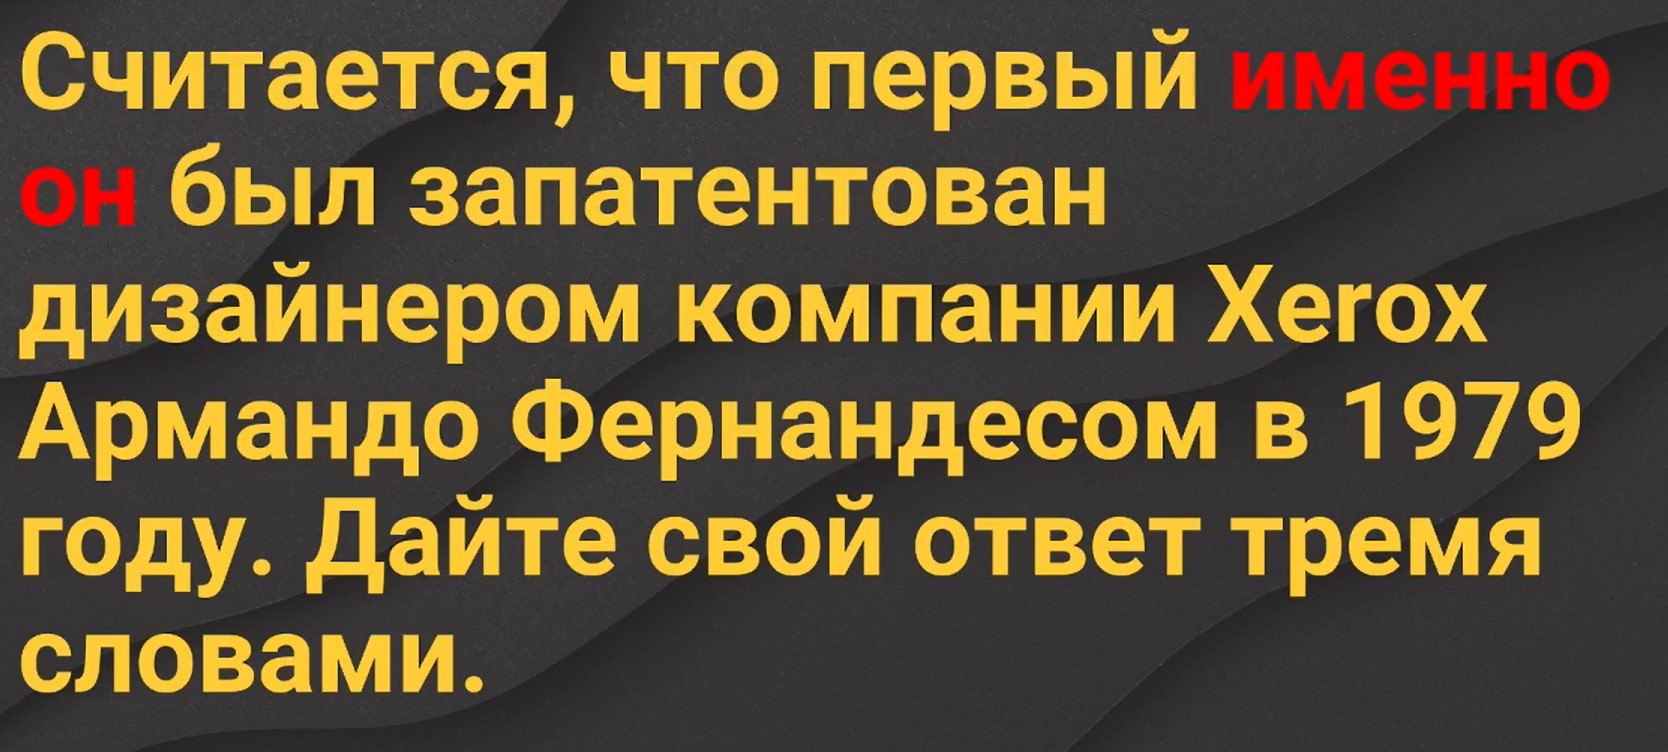 Считается, что первый именно
он был запатентован
дизайнером компании Xerox
Армандо Фернандесом в 1979
году. Дайте свой ответ тремя
словами.